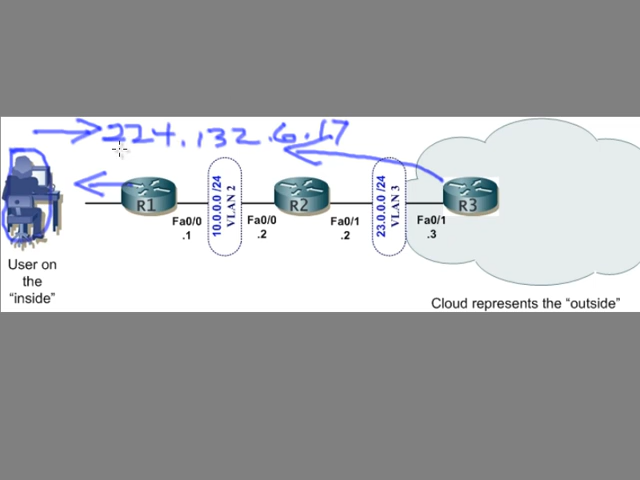 224.132.6.17
R1
R2
R3
Fa0/0
.1
10.0.0.0 /24
VLAN 2
Fa0/0
.2
Fa0/1
.2
23.0.0.0 /24
VLAN 3
Fa0/1
.3
User on
the
“inside”
Cloud represents the “outside”